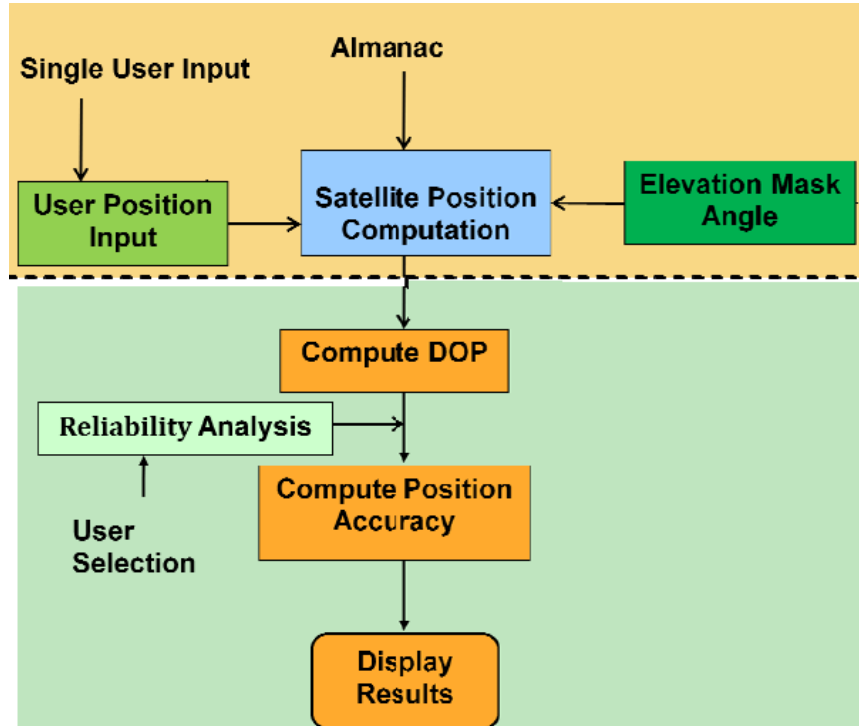 Single User Input
Almanac
User Position
Input
Satellite Position
Computation
Elevation Mask
Angle
Compute DOP
Reliability Analysis
Compute Position
Accuracy
User
Selection
Display
Results